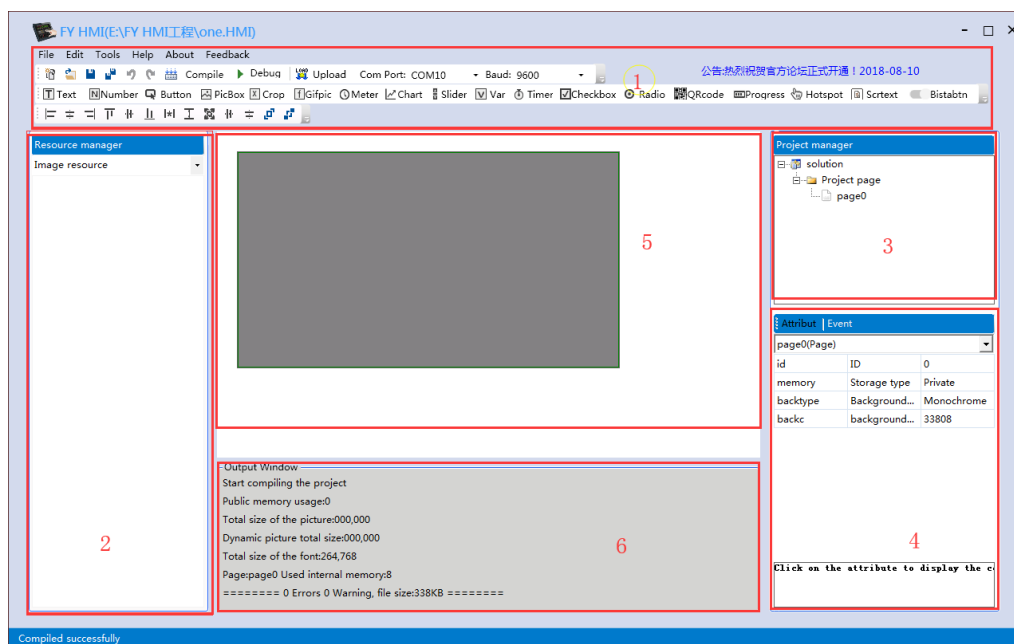 FY HMI(E:\FY HMI工程\one.HMI)
File Edit Tools Help About Feedback
Compile Debug Upload Com Port: COM10 Baud: 9600 1 公告:热烈祝贺官方论坛正式开通！2018-08-10
Text Number Button PicBox Crop Gifpic Meter Chart Slider Var Timer Checkbox Radio QRcode Progress Hotspot Scrtext Bistabtn
Resource manager
Image resource
2
5
Project manager
solution
Project page
page0
3
Attribut Event
page0(Page)
id ID 0
memory Storage type Private
backtype Background... Monochrome
backc background... 33808
4
Click on the attribute to display the c
Output Window
Start compiling the project
Public memory usage:0
Total size of the picture:000,000
Dynamic picture total size:000,000
Total size of the font:264,768
Page:page0 Used internal memory:8
======== 0 Errors 0 Warning, file size:338KB ========
6
Compiled successfully